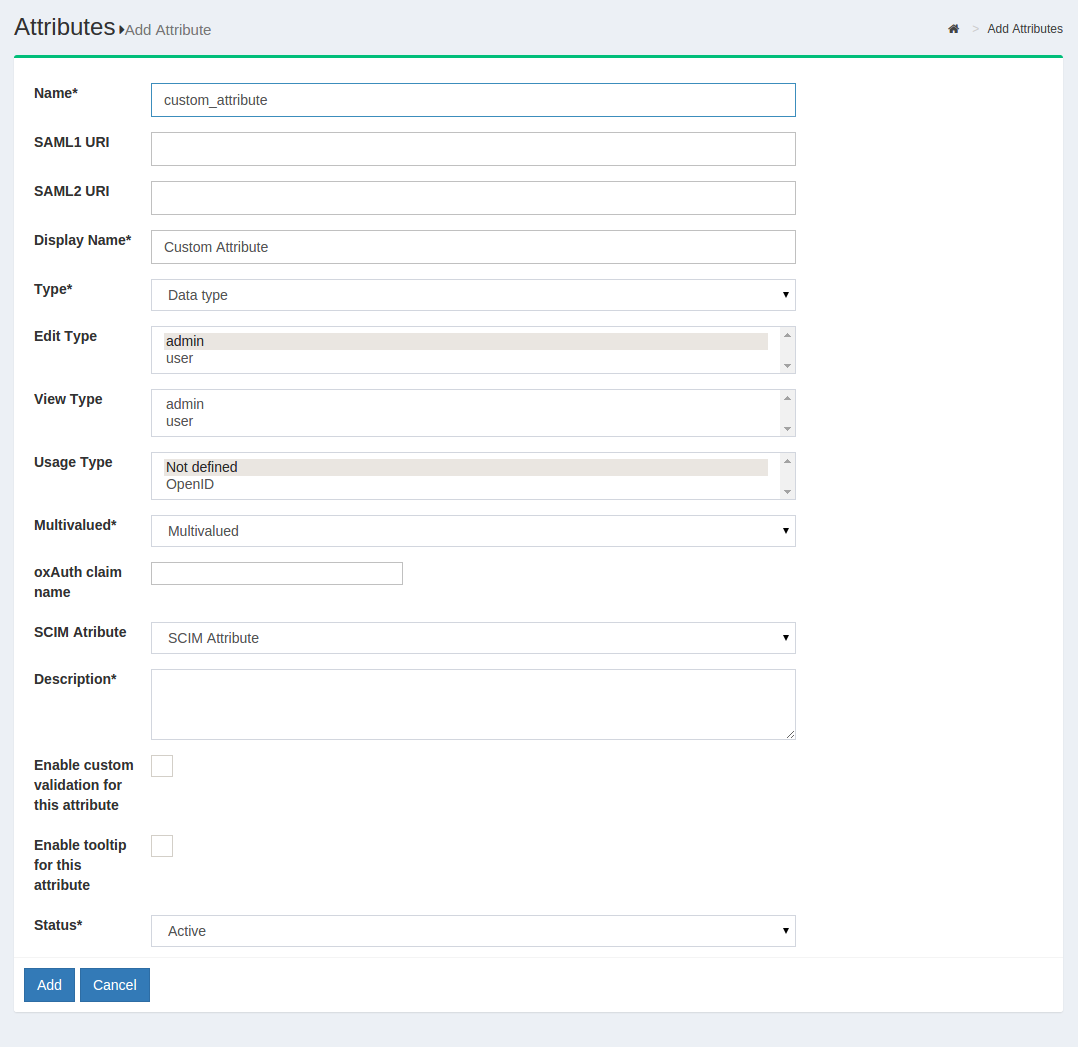 Attributes Add Attribute
> Add Attributes
Name*
custom_attribute
SAML1 URI
SAML2 URI
Display Name*
Custom Attribute
Type*
Data type
Edit Type
admin
user
View Type
admin
user
Usage Type
Not defined
OpenID
Multivalued*
Multivalued
oxAuth claim
name
SCIM Atribute
SCIM Attribute
Description*
Enable custom
validation for
this attribute
Enable tooltip
for this
attribute
Status*
Active
Add
Cancel